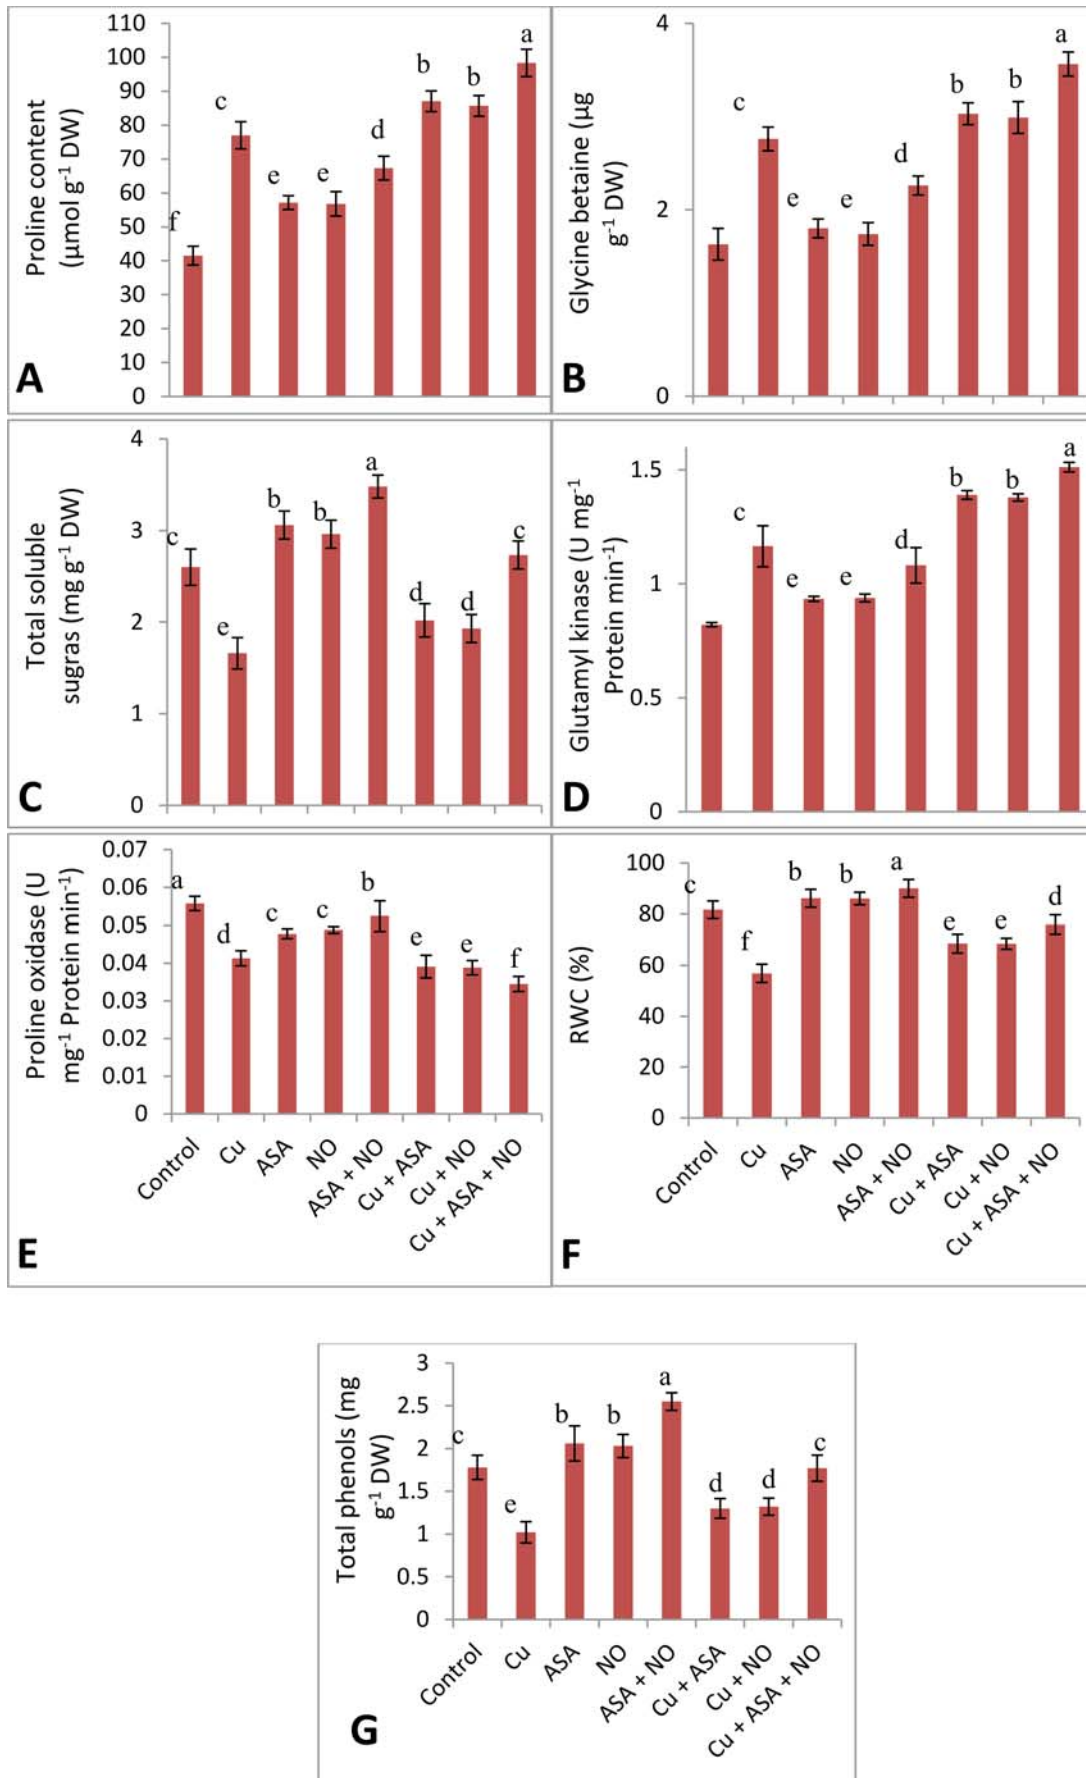 110
100
90
80
70
60
50
40
30
20
10
0
Proline content
(µmol g⁻¹ DW)
f
c
e
e
d
b
b
a
A
4
2
0
Glycine betaine (µg
g⁻¹ DW)
c
e
e
d
b
b
a
B
4
3
2
1
0
Total soluble
sugras (mg g⁻¹ DW)
c
e
b
b
a
d
d
c
C
1.5
1
0.5
0
Glutamyl kinase (U mg⁻¹
Protein min⁻¹)
c
e
e
d
b
b
a
D
0.07
0.06
0.05
0.04
0.03
0.02
0.01
0
Proline oxidase (U
mg⁻¹ Protein min⁻¹)
a
d
c
c
b
e
e
f
Control
Cu
ASA
NO
ASA + NO
Cu + ASA
Cu + NO
Cu + ASA + NO
E
100
80
60
40
20
0
RWC (%)
c
f
b
b
a
e
e
d
Control
Cu
ASA
NO
ASA + NO
Cu + ASA
Cu + NO
Cu + ASA + NO
F
3
2.5
2
1.5
1
0.5
0
Total phenols (mg
g⁻¹ DW)
c
e
b
b
a
d
d
c
Control
Cu
ASA
NO
ASA + NO
Cu + ASA
Cu + NO
Cu + ASA + NO
G